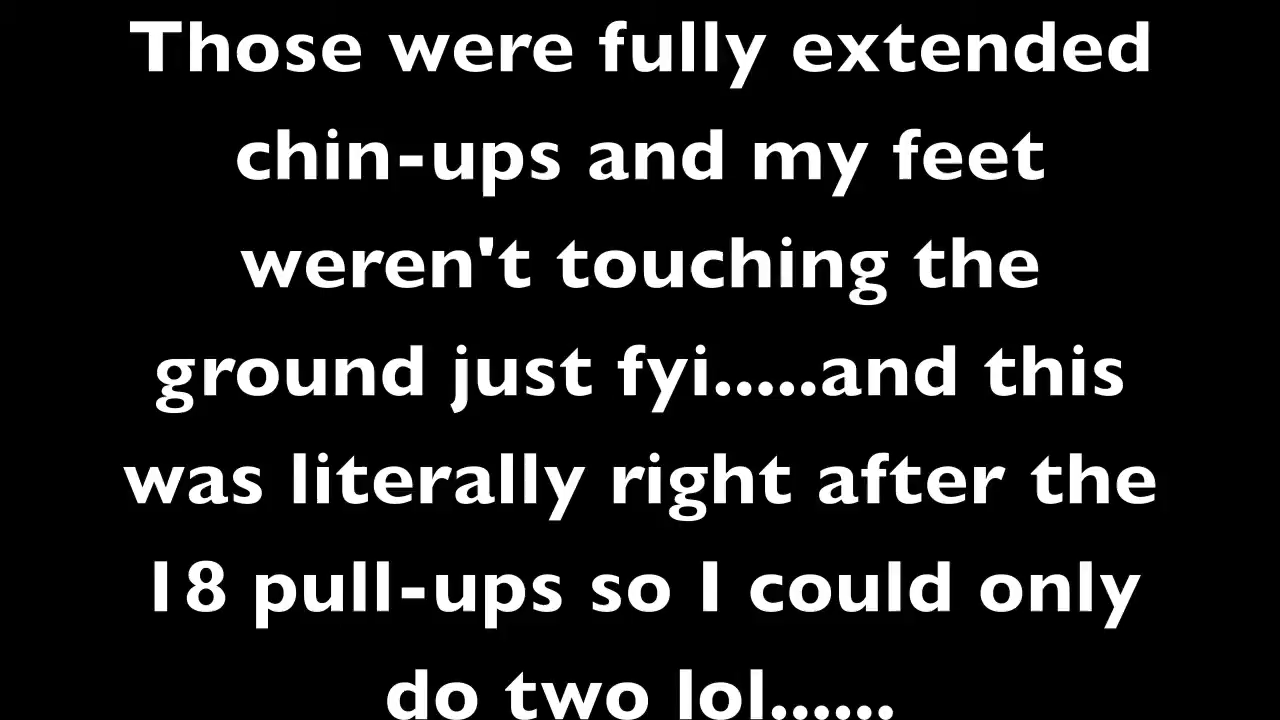 Those were fully extended
chin-ups and my feet
weren't touching the
ground just fyi.....and this
was literally right after the
18 pull-ups so I could only
do two lol......